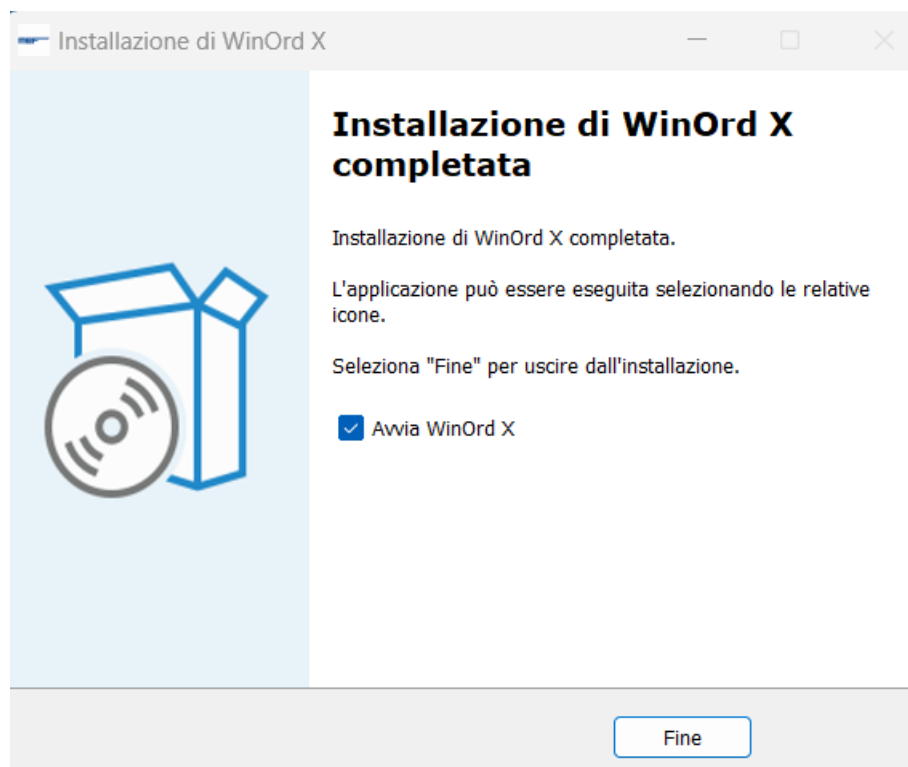 Installazione di WinOrd X
Installazione di WinOrd X
completata
Installazione di WinOrd X completata.
L'applicazione può essere eseguita selezionando le relative
icone.
Seleziona "Fine" per uscire dall'installazione.
Avvia WinOrd X
Fine